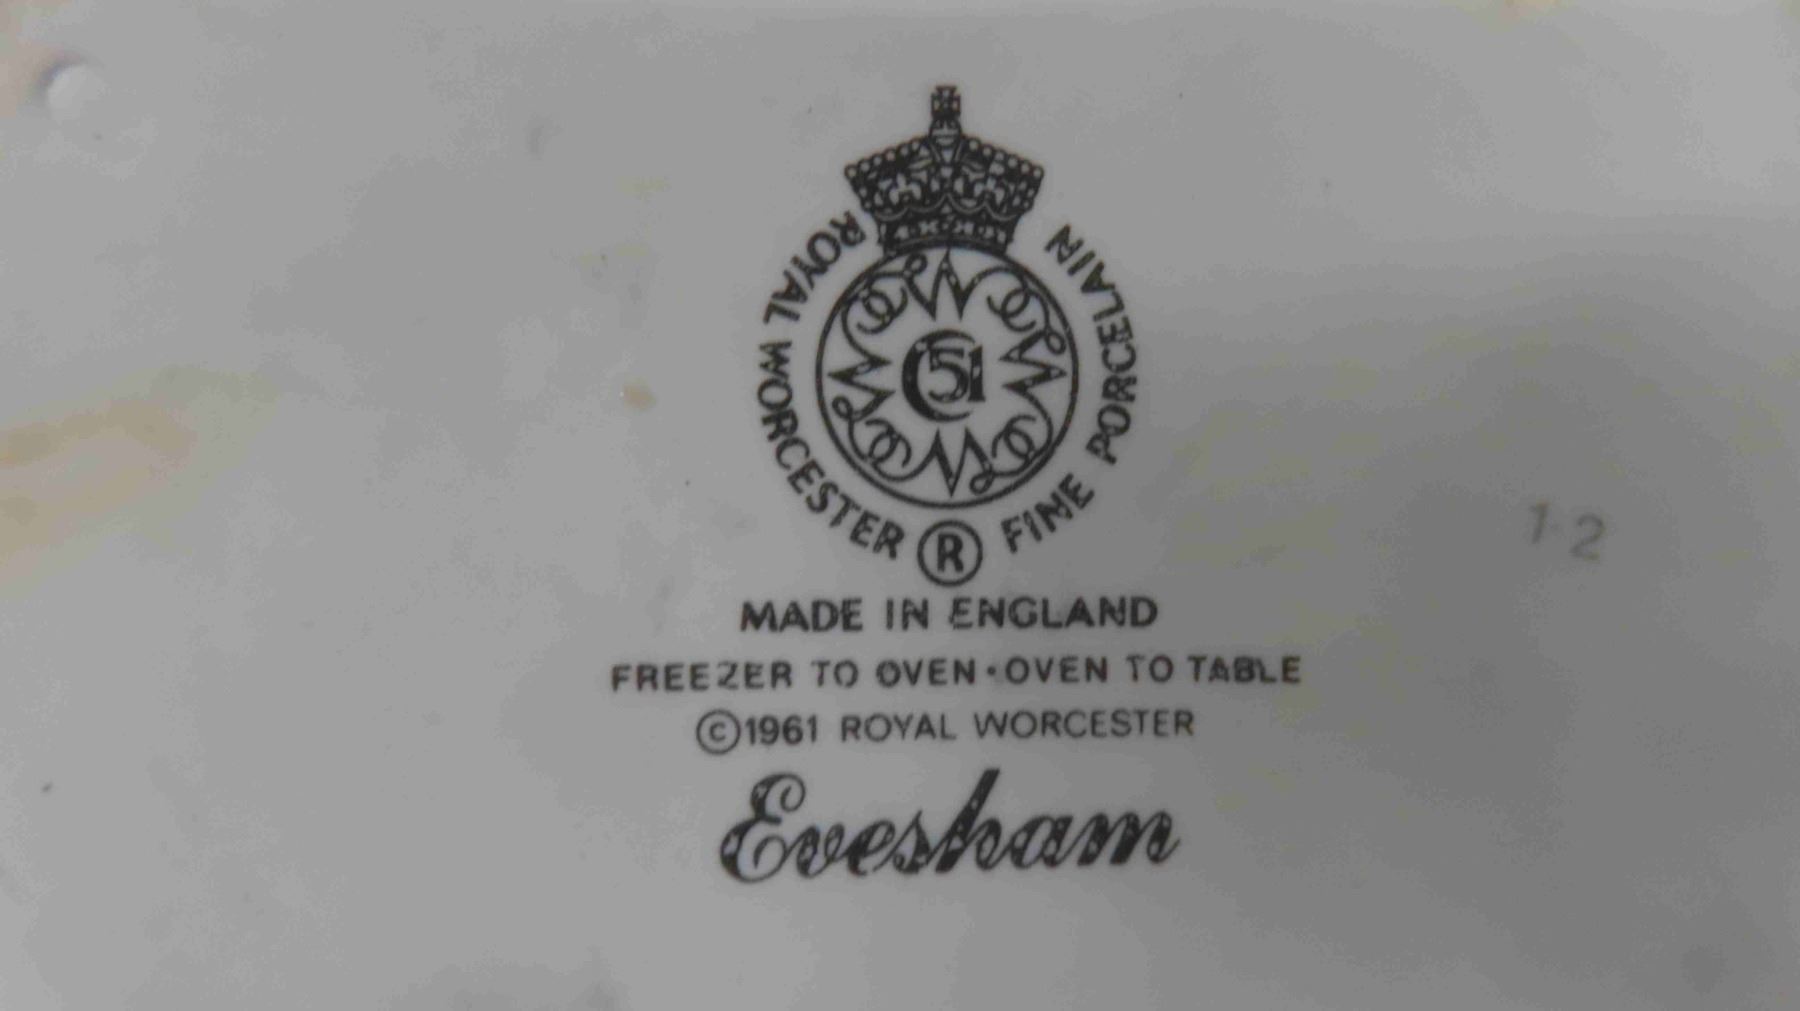 ROYAL WORCESTER ® FINE PORCELAIN
C51
MADE IN ENGLAND
FREEZER TO OVEN • OVEN TO TABLE
©1961 ROYAL WORCESTER
Evesham
1-2